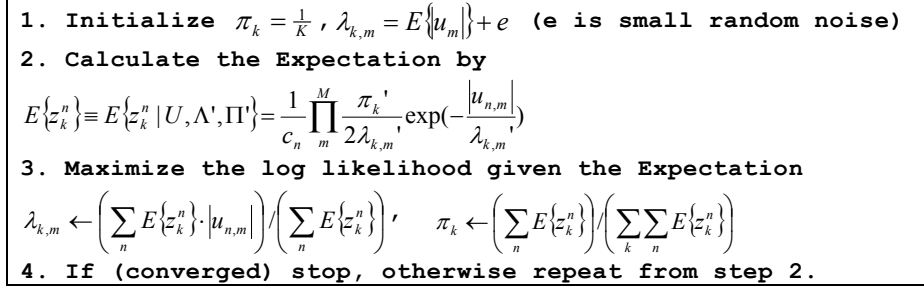 1. Initialize π_k = 1/K , λ_{k,m} = E{|u_m|} + e (e is small random noise)
2. Calculate the Expectation by
E{z_k^n} ≡ E{z_k^n | U, Λ', Π'} = 1/c_n ∏_m^M π_k'/(2λ_{k,m}') exp(-|u_{n,m}|/λ_{k,m}')
3. Maximize the log likelihood given the Expectation
λ_{k,m} ← (∑_n E{z_k^n} · |u_{n,m}|) / (∑_n E{z_k^n}) , π_k ← (∑_n E{z_k^n}) / (∑_k ∑_n E{z_k^n})
4. If (converged) stop, otherwise repeat from step 2.